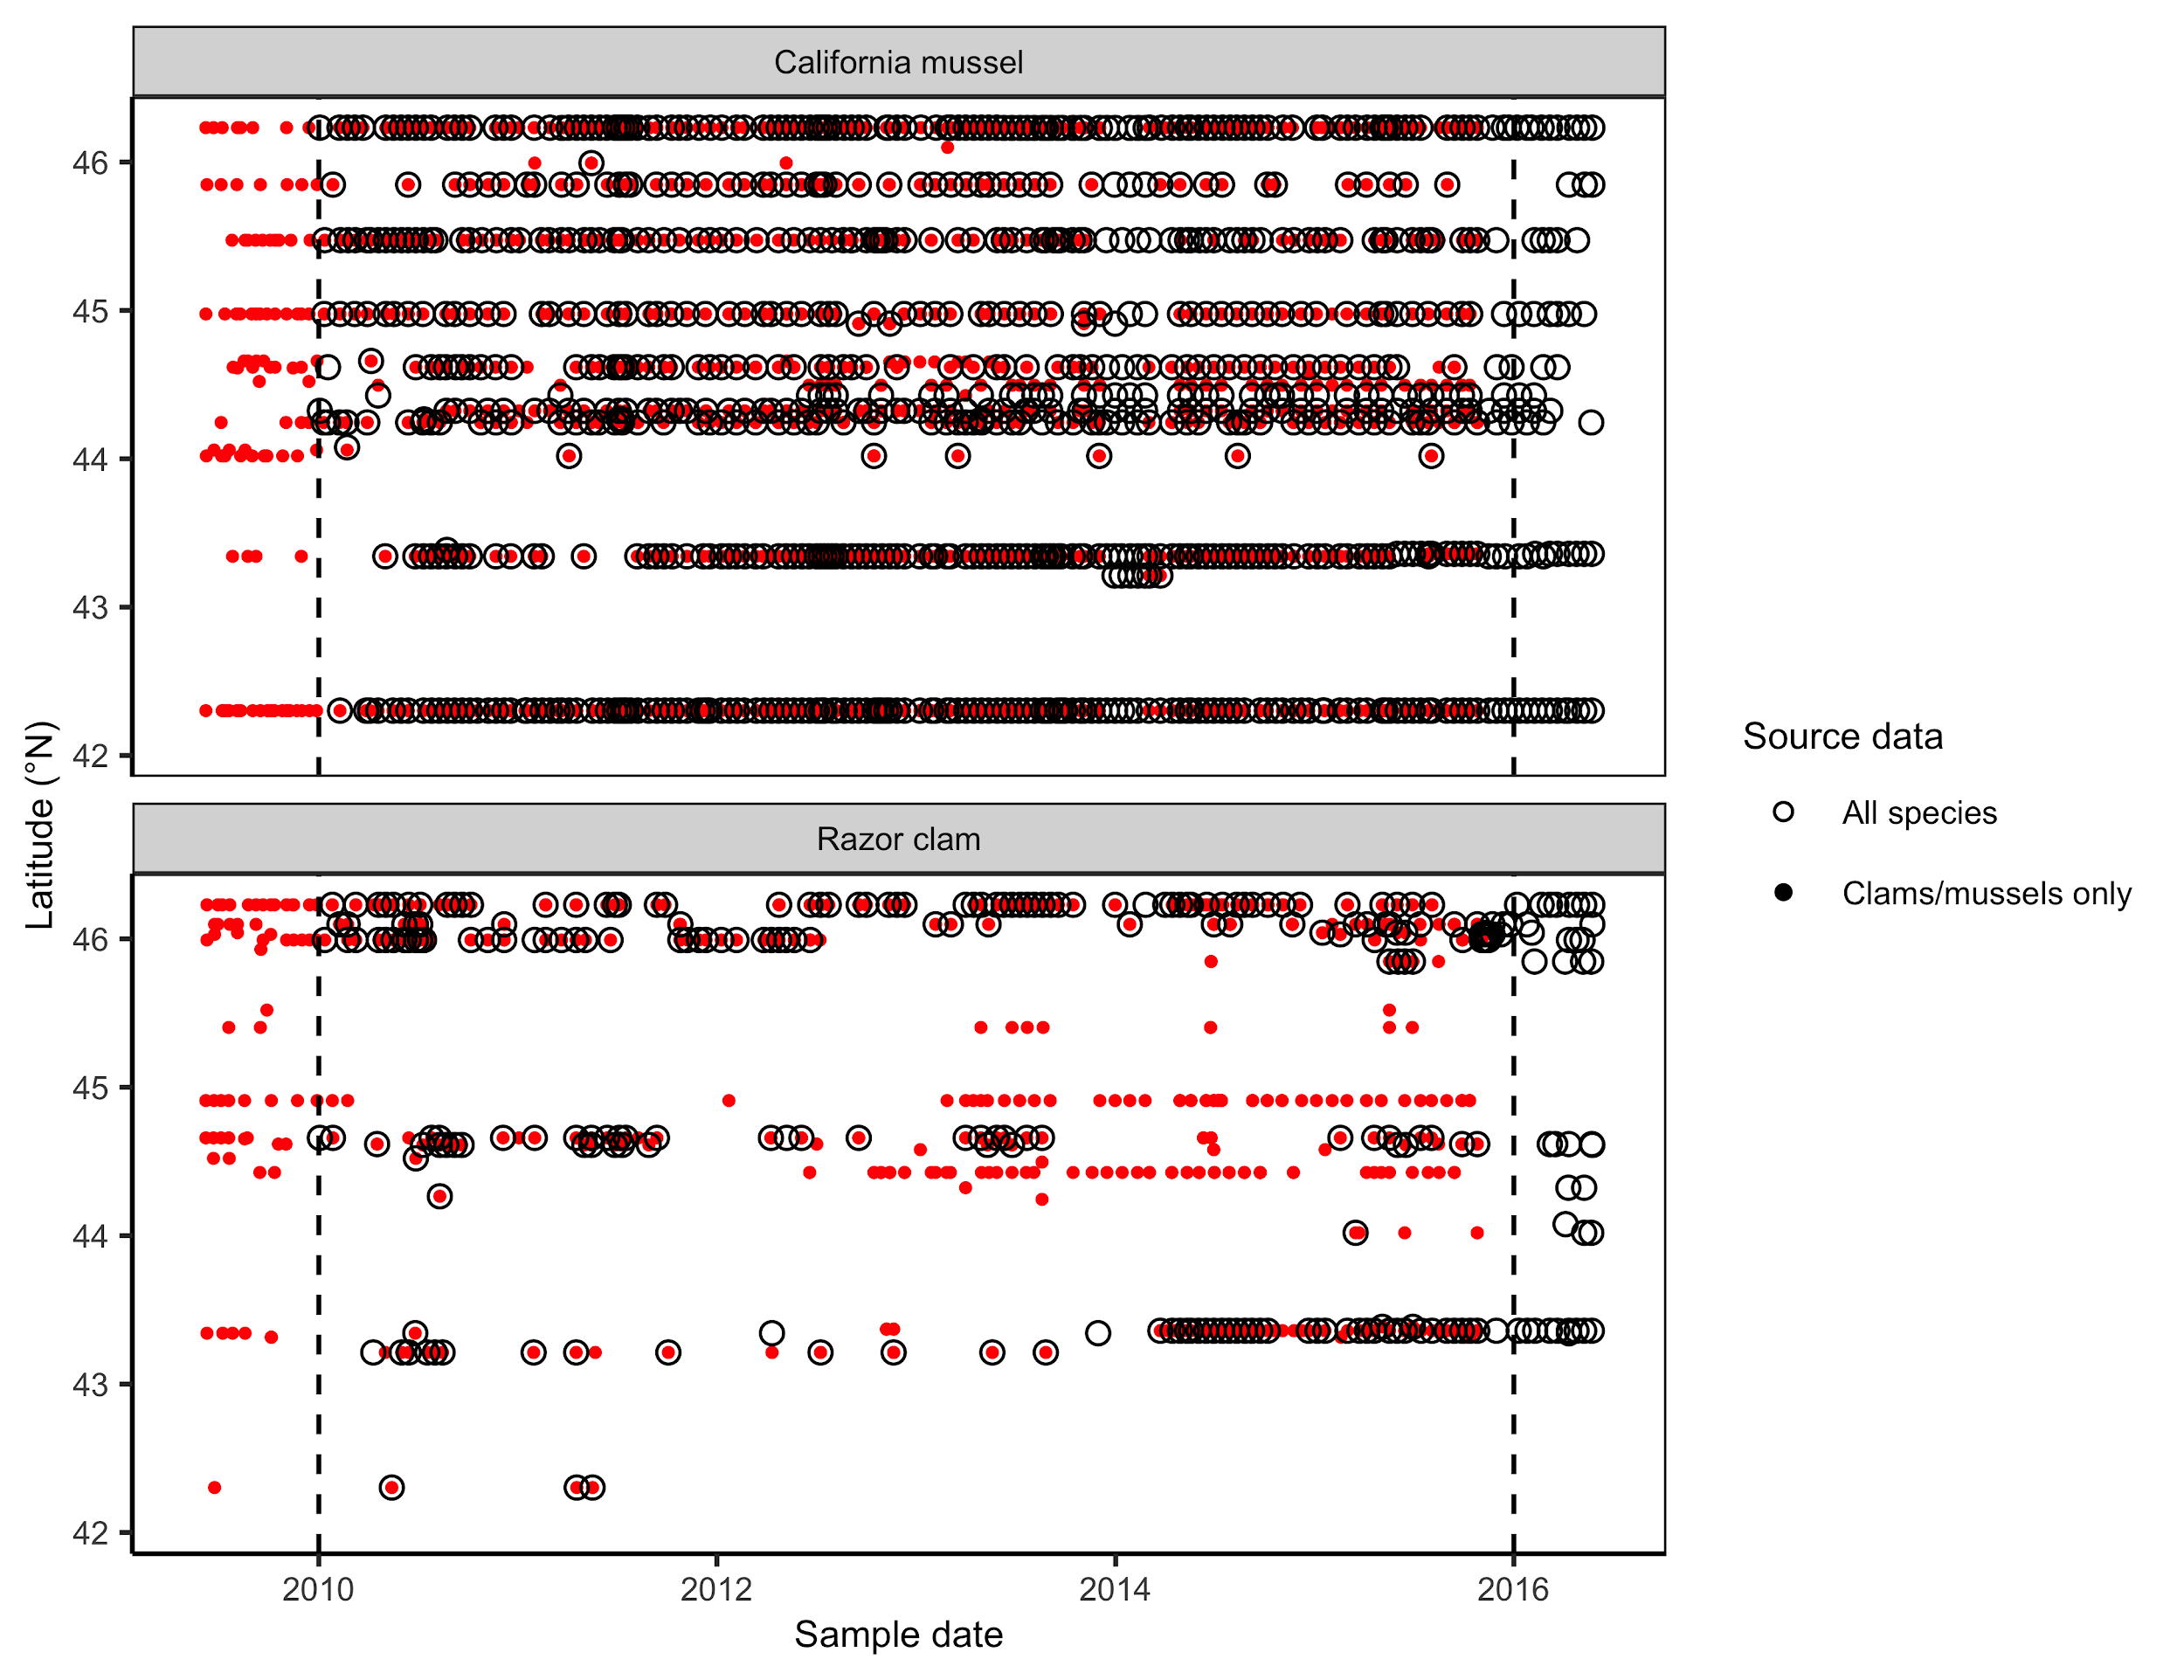 California mussel
46
45
44
43
42
Razor clam
46
45
44
43
42
2010 2012 2014 2016
Sample date
Latitude (°N)
Source data
All species
Clams/mussels only